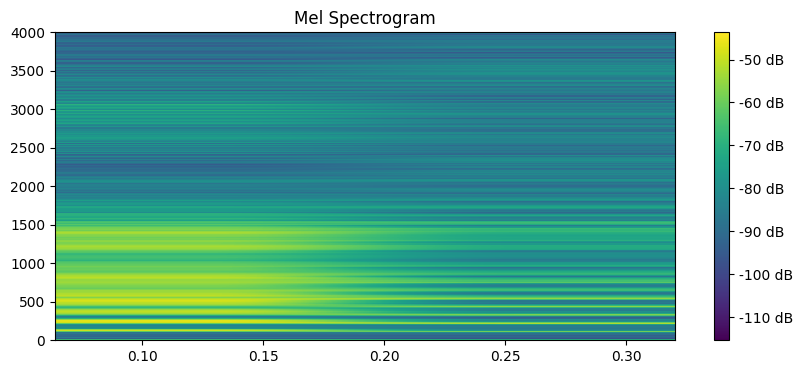 Mel Spectrogram
4000
3500
3000
2500
2000
1500
1000
500
0
0.10 0.15 0.20 0.25 0.30
-50 dB
-60 dB
-70 dB
-80 dB
-90 dB
-100 dB
-110 dB